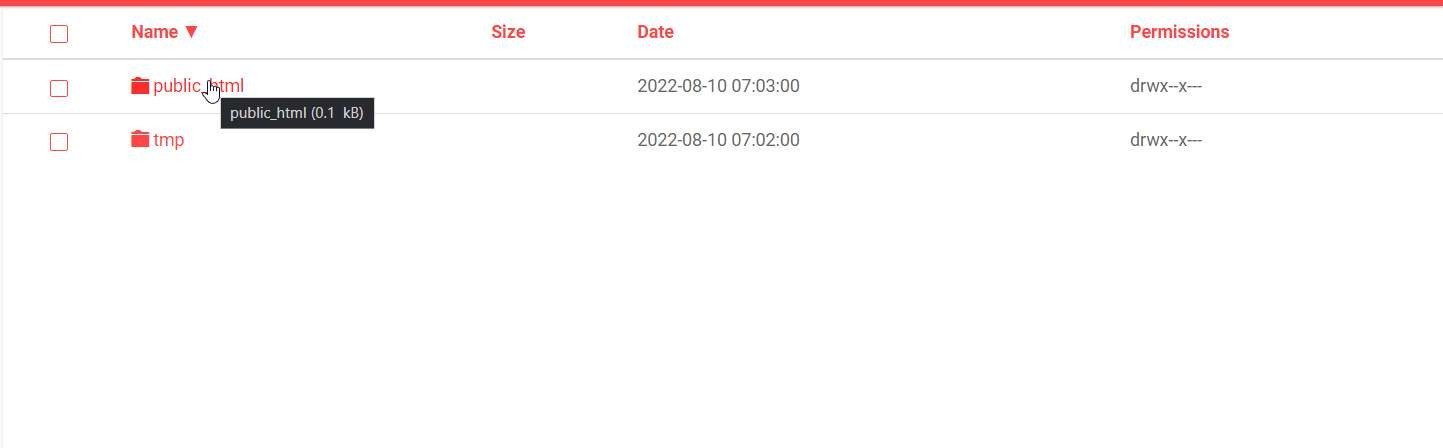 Name ▼ Size Date Permissions
public_html 2022-08-10 07:03:00 drwx--x---
public_html (0.1 kB)
tmp 2022-08-10 07:02:00 drwx--x---